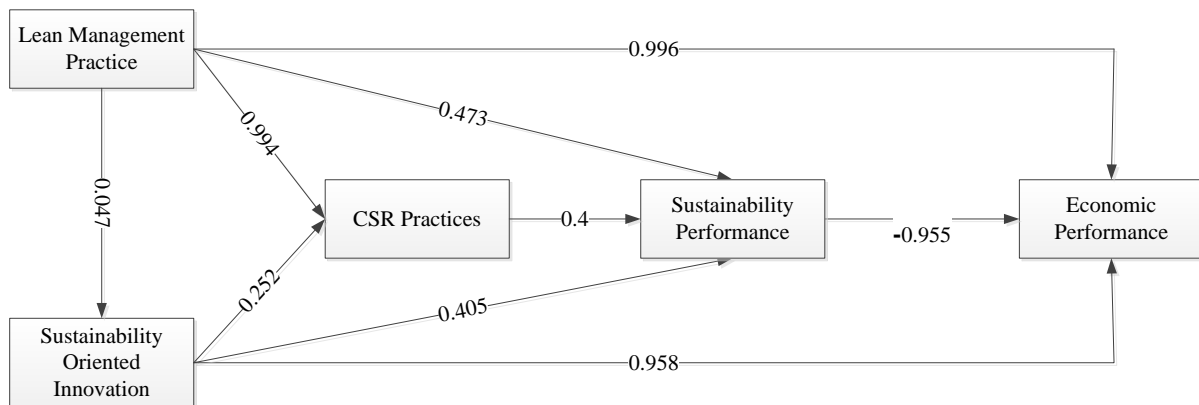 Lean Management
Practice
0.996
0.473
0.994
0.047
CSR Practices
0.4
Sustainability
Performance
-0.955
Economic
Performance
0.252
0.405
Sustainability
Oriented
Innovation
0.958